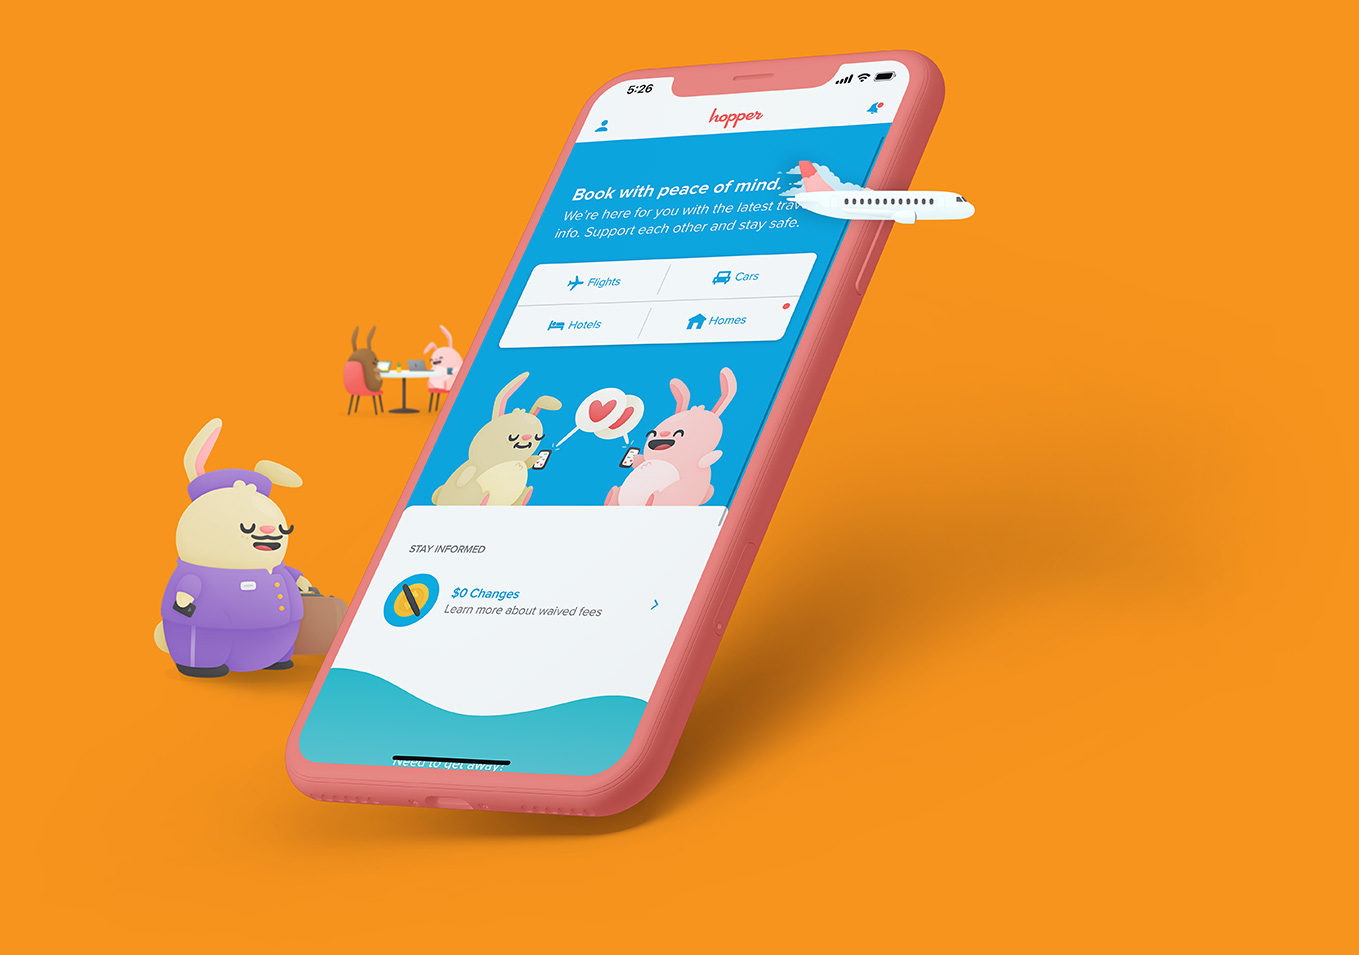 5:26
hopper
Book with peace of mind.
We're here for you with the latest
info. Support each other and stay safe.
Flights
Cars
Hotels
Homes
STAY INFORMED
$0 Changes
Learn more about waived fees
Need to get away?